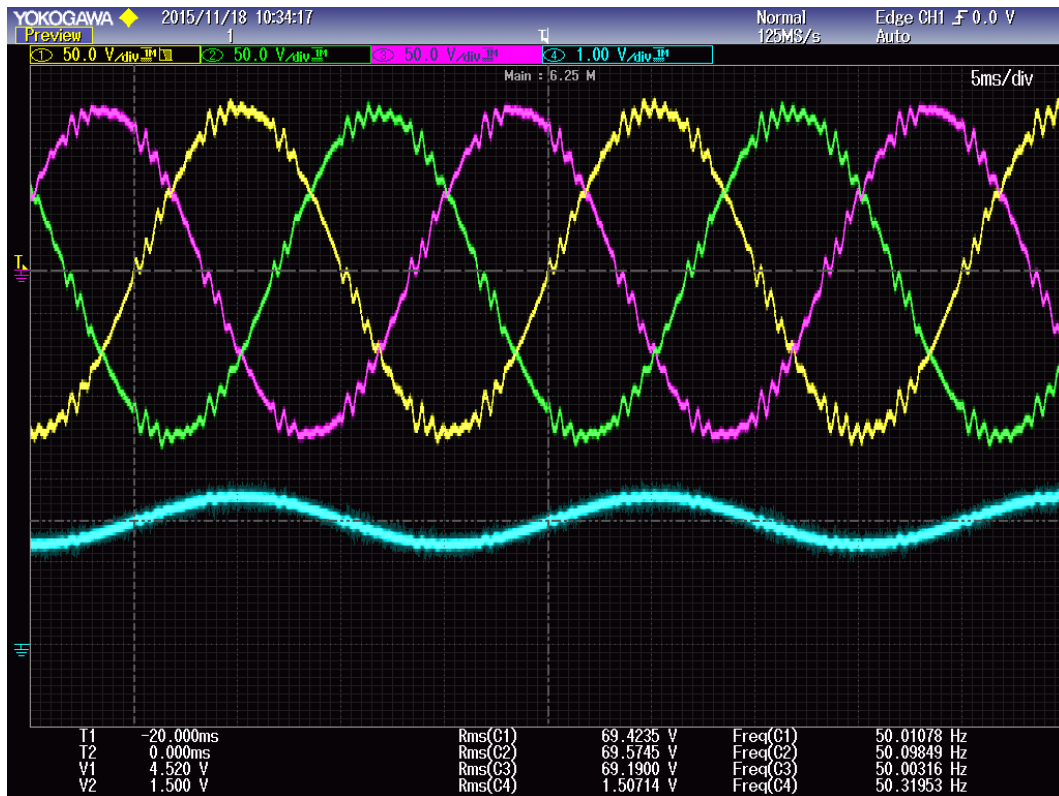 YOKOGAWA 2015/11/18 10:34:17 Normal Edge CH1 0.0 V
Preview 1 T 125MS/s Auto
1 50.0 V/div 1M 2 50.0 V/div 1M 3 50.0 V/div 1M 4 1.00 V/div 1M
Main : 6.25 M 5ms/div
T
T1 -20.000ms Rms(C1) 69.4235 V Freq(C1) 50.01078 Hz
T2 0.000ms Rms(C2) 69.5745 V Freq(C2) 50.09849 Hz
V1 4.520 V Rms(C3) 69.1900 V Freq(C3) 50.00316 Hz
V2 1.500 V Rms(C4) 1.50714 V Freq(C4) 50.31953 Hz